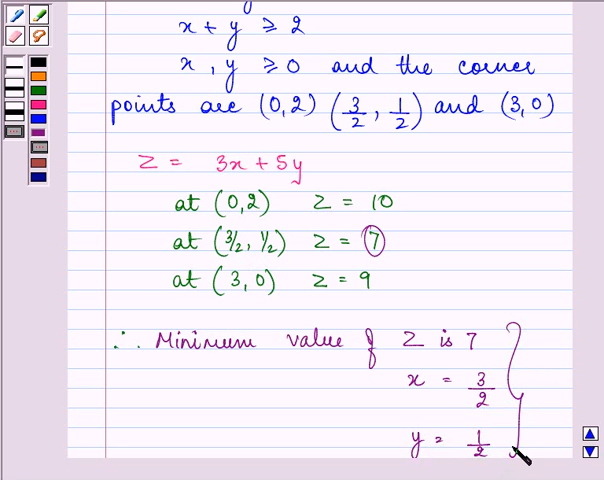 x + y ≥ 2
x , y ≥ 0 and the corner
points are (0,2) (3/2 , 1/2) and (3,0)
Z = 3x + 5y
at (0,2) Z = 10
at (3/2, 1/2) Z = 7
at (3,0) Z = 9
∴ Minimum value of Z is 7
x = 3/2
y = 1/2